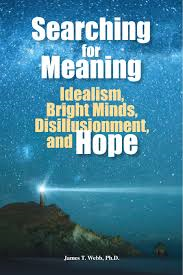 Searching
for
Meaning
Idealism,
Bright Minds,
Disillusionment,
and Hope
James T. Webb, Ph.D.